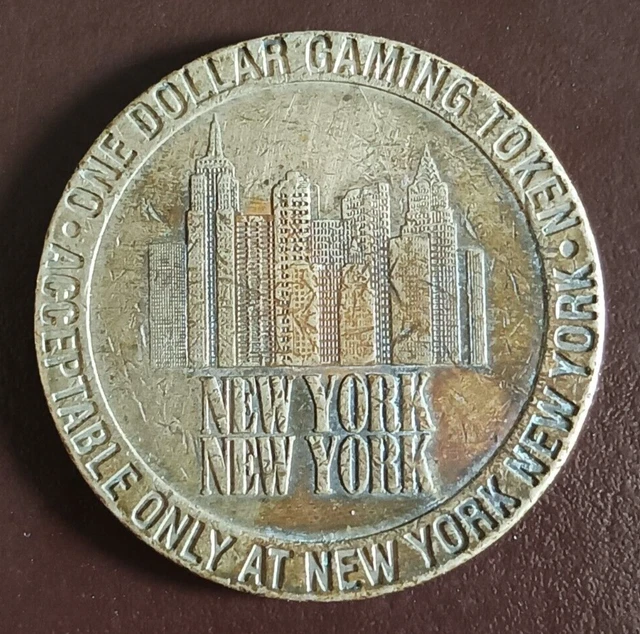 • ONE DOLLAR GAMING TOKEN •
ACCEPTABLE ONLY AT NEW YORK NEW YORK
NEW YORK
NEW YORK